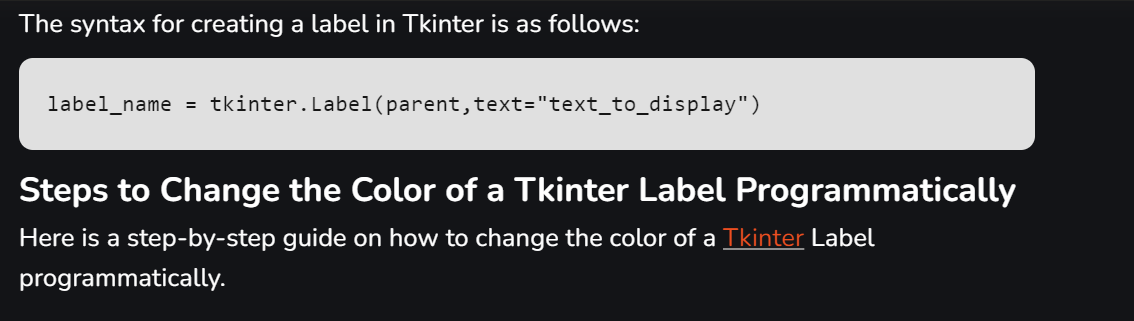 The syntax for creating a label in Tkinter is as follows:
label_name = tkinter.Label(parent,text="text_to_display")
Steps to Change the Color of a Tkinter Label Programmatically
Here is a step-by-step guide on how to change the color of a Tkinter Label
programmatically.